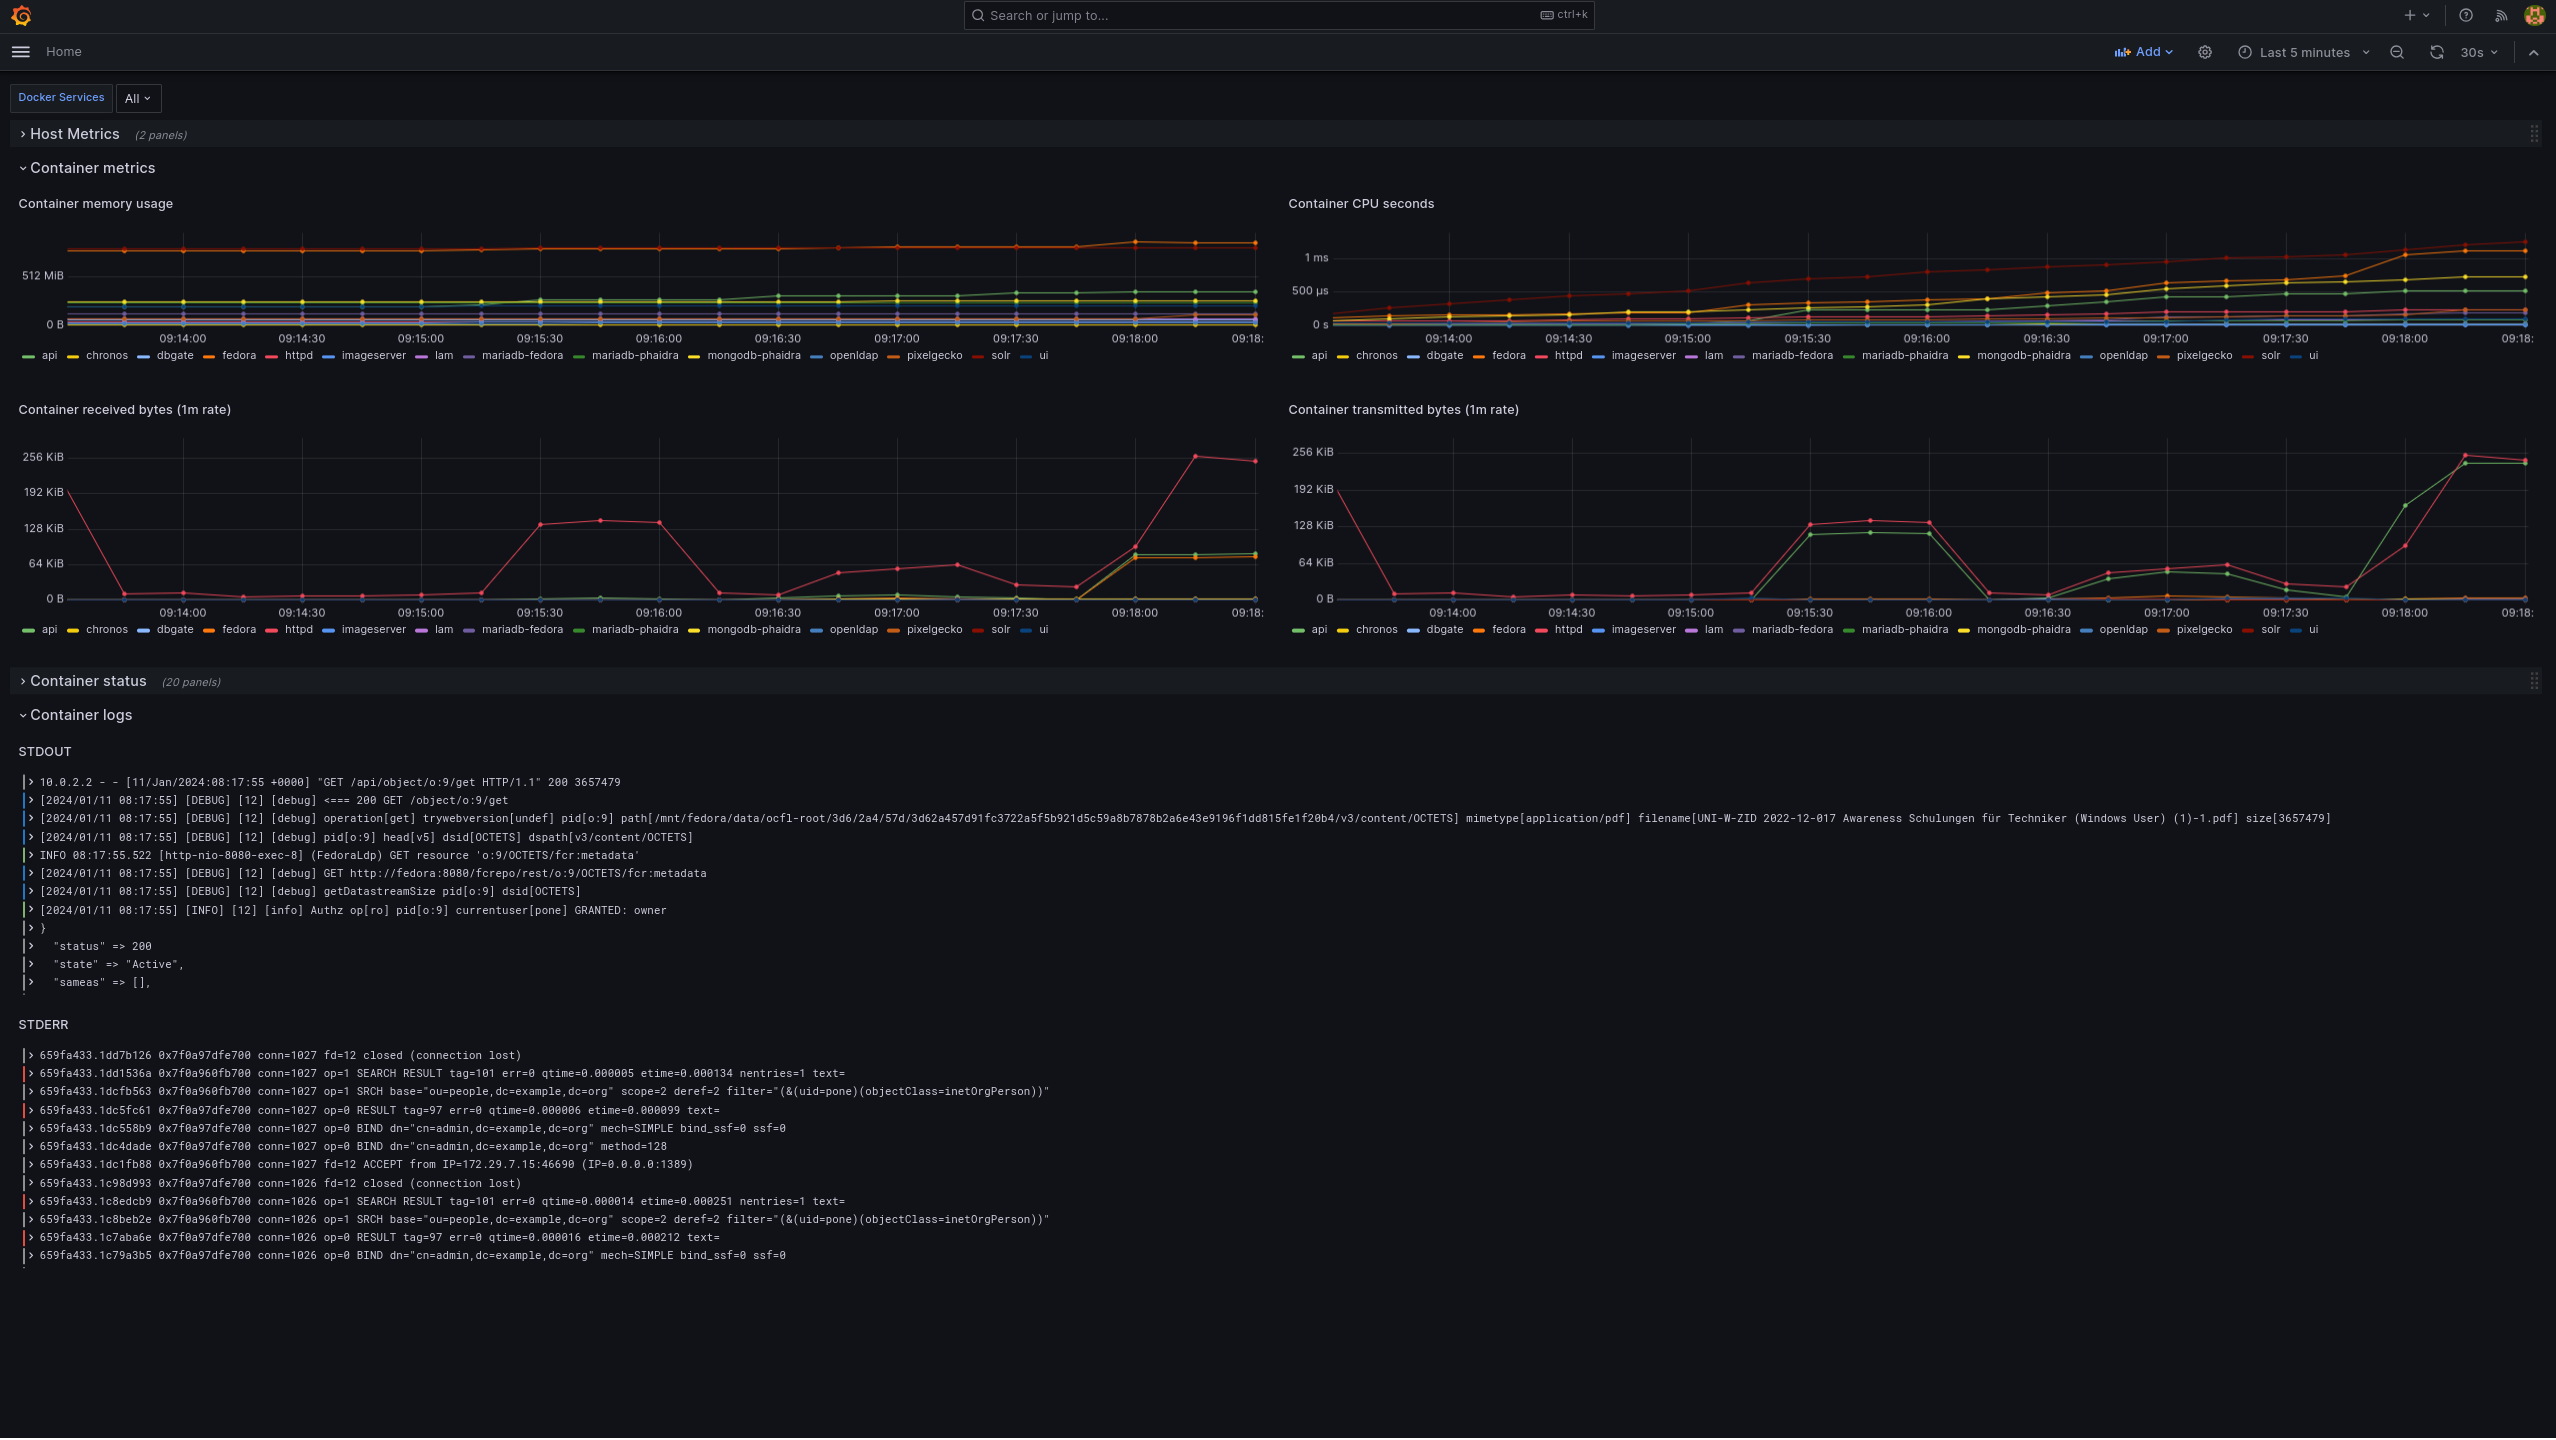 Search or jump to...
ctrl+k
Home
Add
Last 5 minutes
30s
Docker Services
All
Host Metrics (2 panels)
Container metrics
Container memory usage
512 MiB
0 B
09:14:00 09:14:30 09:15:00 09:15:30 09:16:00 09:16:30 09:17:00 09:17:30 09:18:00 09:18:
api chronos dbgate fedora httpd imageserver lam mariadb-fedora mariadb-phaidra mongodb-phaidra openldap pixelgecko solr ui
Container CPU seconds
1 ms
500 µs
0 s
09:14:00 09:14:30 09:15:00 09:15:30 09:16:00 09:16:30 09:17:00 09:17:30 09:18:00 09:18:
api chronos dbgate fedora httpd imageserver lam mariadb-fedora mariadb-phaidra mongodb-phaidra openldap pixelgecko solr ui
Container received bytes (1m rate)
256 KiB
192 KiB
128 KiB
64 KiB
0 B
09:14:00 09:14:30 09:15:00 09:15:30 09:16:00 09:16:30 09:17:00 09:17:30 09:18:00 09:18:
api chronos dbgate fedora httpd imageserver lam mariadb-fedora mariadb-phaidra mongodb-phaidra openldap pixelgecko solr ui
Container transmitted bytes (1m rate)
256 KiB
192 KiB
128 KiB
64 KiB
0 B
09:14:00 09:14:30 09:15:00 09:15:30 09:16:00 09:16:30 09:17:00 09:17:30 09:18:00 09:18:
api chronos dbgate fedora httpd imageserver lam mariadb-fedora mariadb-phaidra mongodb-phaidra openldap pixelgecko solr ui
Container status (20 panels)
Container logs
STDOUT
10.0.2.2 - - [11/Jan/2024:08:17:55 +0000] "GET /api/object/o:9/get HTTP/1.1" 200 3657479
[2024/01/11 08:17:55] [DEBUG] [12] [debug] <=== 200 GET /object/o:9/get
[2024/01/11 08:17:55] [DEBUG] [12] [debug] operation[get] trywebversion[undef] pid[o:9] path[/mnt/fedora/data/ocfl-root/3d6/2a4/57d/3d62a457d91fc3722a5f5b921d5c59a8b7878b2a6e43e9196f1dd815fe1f20b4/v3/content/OCTETS] mimetype[application/pdf] filename[UNI-W-ZID 2022-12-017 Awareness Schulungen für Techniker (Windows User) (1)-1.pdf] size[3657479]
[2024/01/11 08:17:55] [DEBUG] [12] [debug] pid[o:9] head[v5] dsid[OCTETS] dspath[v3/content/OCTETS]
INFO 08:17:55.522 [http-nio-8080-exec-8] (FedoraLdp) GET resource 'o:9/OCTETS/fcr:metadata'
[2024/01/11 08:17:55] [DEBUG] [12] [debug] GET http://fedora:8080/fcrepo/rest/o:9/OCTETS/fcr:metadata
[2024/01/11 08:17:55] [DEBUG] [12] [debug] getDatastreamSize pid[o:9] dsid[OCTETS]
[2024/01/11 08:17:55] [INFO] [12] [info] Authz op[ro] pid[o:9] currentuser[pone] GRANTED: owner
}
"status" => 200
"state" => "Active",
"sameas" => [],
STDERR
659fa433.1dd7b126 0x7f0a97dfe700 conn=1027 fd=12 closed (connection lost)
659fa433.1dd1536a 0x7f0a960fb700 conn=1027 op=1 SEARCH RESULT tag=101 err=0 qtime=0.000005 etime=0.000134 nentries=1 text=
659fa433.1dcfb563 0x7f0a960fb700 conn=1027 op=1 SRCH base="ou=people,dc=example,dc=org" scope=2 deref=2 filter="(&(uid=pone)(objectClass=inetOrgPerson))"
659fa433.1dc5fc61 0x7f0a97dfe700 conn=1027 op=0 RESULT tag=97 err=0 qtime=0.000006 etime=0.000099 text=
659fa433.1dc558b9 0x7f0a97dfe700 conn=1027 op=0 BIND dn="cn=admin,dc=example,dc=org" mech=SIMPLE bind_ssf=0 ssf=0
659fa433.1dc4dade 0x7f0a97dfe700 conn=1027 op=0 BIND dn="cn=admin,dc=example,dc=org" method=128
659fa433.1dc1fb88 0x7f0a960fb700 conn=1027 fd=12 ACCEPT from IP=172.29.7.15:46690 (IP=0.0.0.0:1389)
659fa433.1c98d993 0x7f0a97dfe700 conn=1026 fd=12 closed (connection lost)
659fa433.1c8edcb9 0x7f0a960fb700 conn=1026 op=1 SEARCH RESULT tag=101 err=0 qtime=0.000014 etime=0.000251 nentries=1 text=
659fa433.1c8beb2e 0x7f0a960fb700 conn=1026 op=1 SRCH base="ou=people,dc=example,dc=org" scope=2 deref=2 filter="(&(uid=pone)(objectClass=inetOrgPerson))"
659fa433.1c7aba6e 0x7f0a97dfe700 conn=1026 op=0 RESULT tag=97 err=0 qtime=0.000016 etime=0.000212 text=
659fa433.1c79a3b5 0x7f0a97dfe700 conn=1026 op=0 BIND dn="cn=admin,dc=example,dc=org" mech=SIMPLE bind_ssf=0 ssf=0